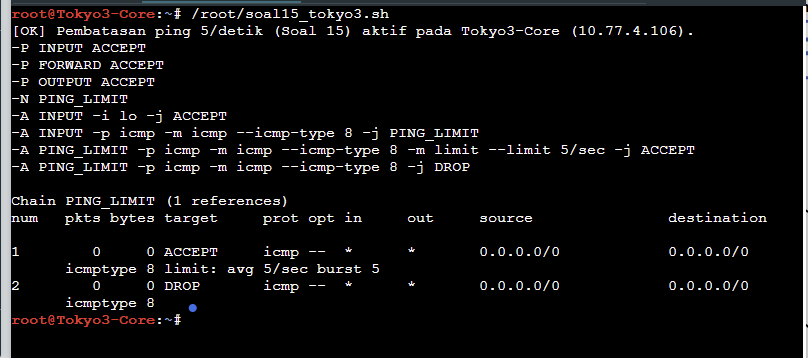 root@Tokyo3-Core:~# /root/soal15_tokyo3.sh
[OK] Pembatasan ping 5/detik (Soal 15) aktif pada Tokyo3-Core (10.77.4.106).
-P INPUT ACCEPT
-P FORWARD ACCEPT
-P OUTPUT ACCEPT
-N PING_LIMIT
-A INPUT -i lo -j ACCEPT
-A INPUT -p icmp -m icmp --icmp-type 8 -j PING_LIMIT
-A PING_LIMIT -p icmp -m icmp --icmp-type 8 -m limit --limit 5/sec -j ACCEPT
-A PING_LIMIT -p icmp -m icmp --icmp-type 8 -j DROP
Chain PING_LIMIT (1 references)
num   pkts bytes target     prot opt in     out     source               destination
1        0     0 ACCEPT     icmp --  *      *       0.0.0.0/0            0.0.0.0/0
icmptype 8 limit: avg 5/sec burst 5
2        0     0 DROP       icmp --  *      *       0.0.0.0/0            0.0.0.0/0
icmptype 8
root@Tokyo3-Core:~#